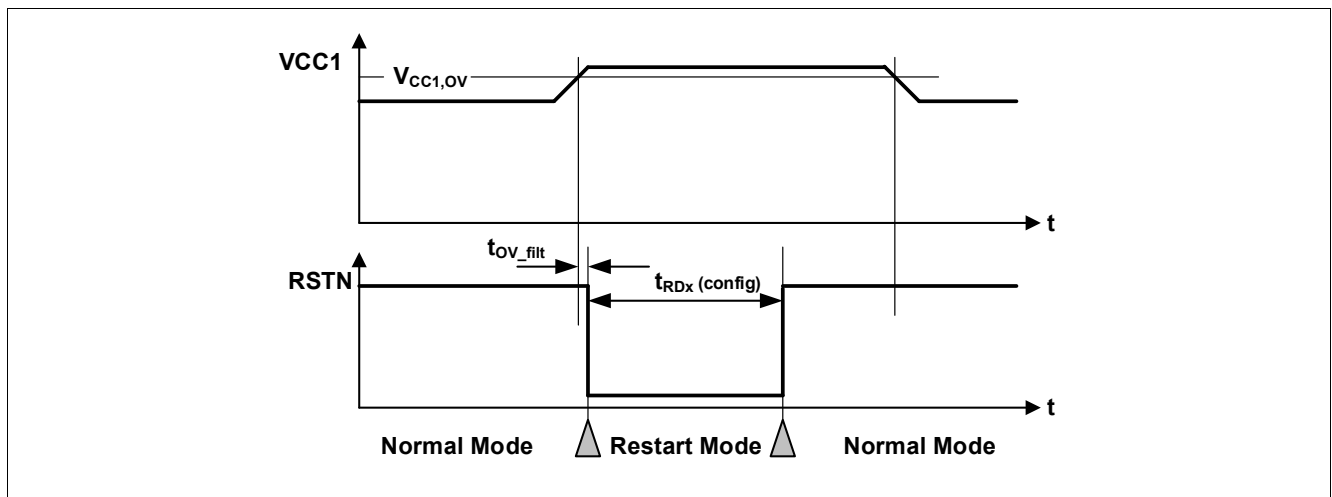 VCC1
VCC1,OV
t
tOV_filt
RSTN
tRDx (config)
t
Normal Mode Restart Mode Normal Mode